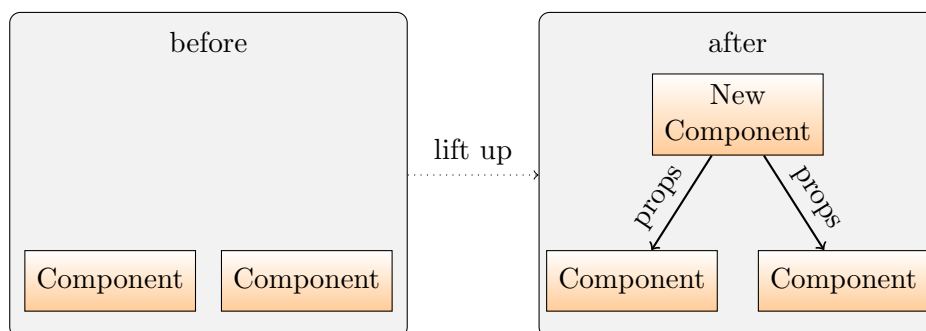 before
Component
Component
lift up
after
New
Component
props
props
Component
Component